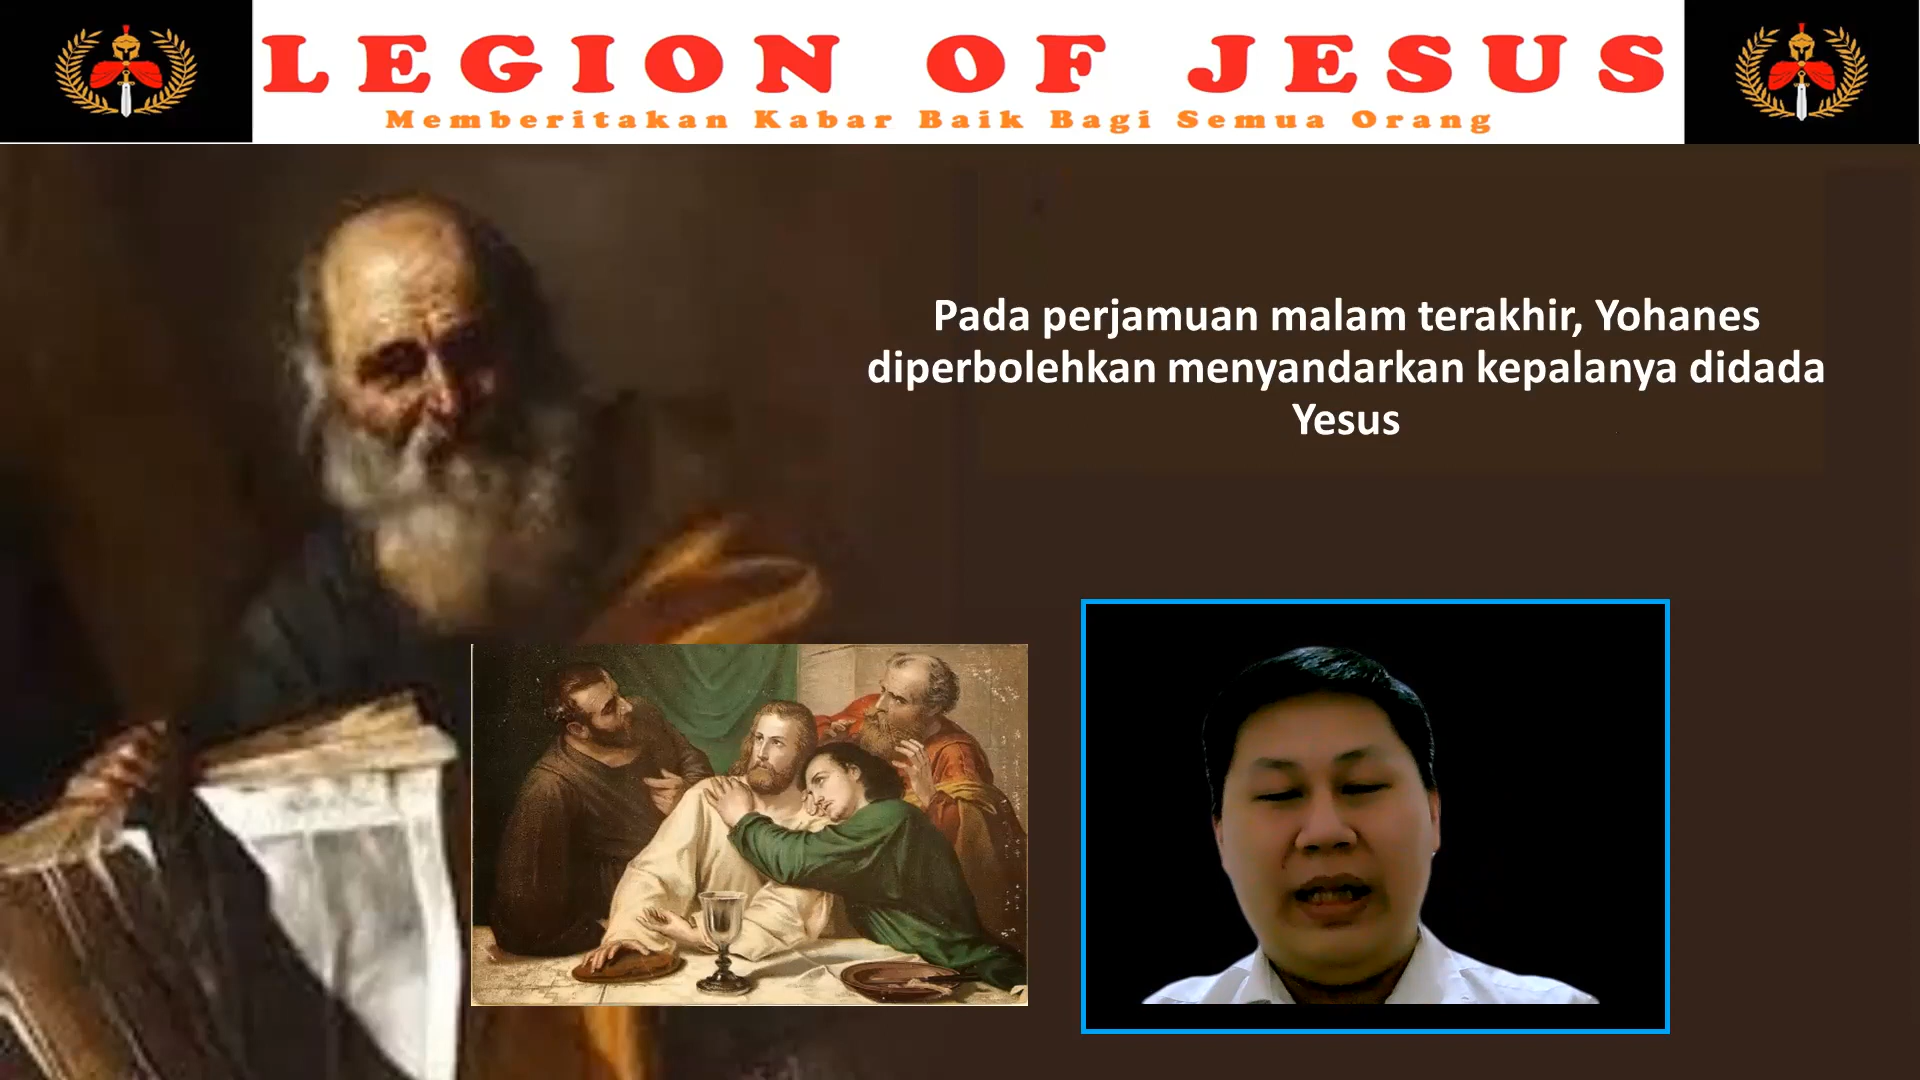 LEGION OF JESUS
Memberitakan Kabar Baik Bagi Semua Orang
Pada perjamuan malam terakhir, Yohanes
diperbolehkan menyandarkan kepalanya didada
Yesus